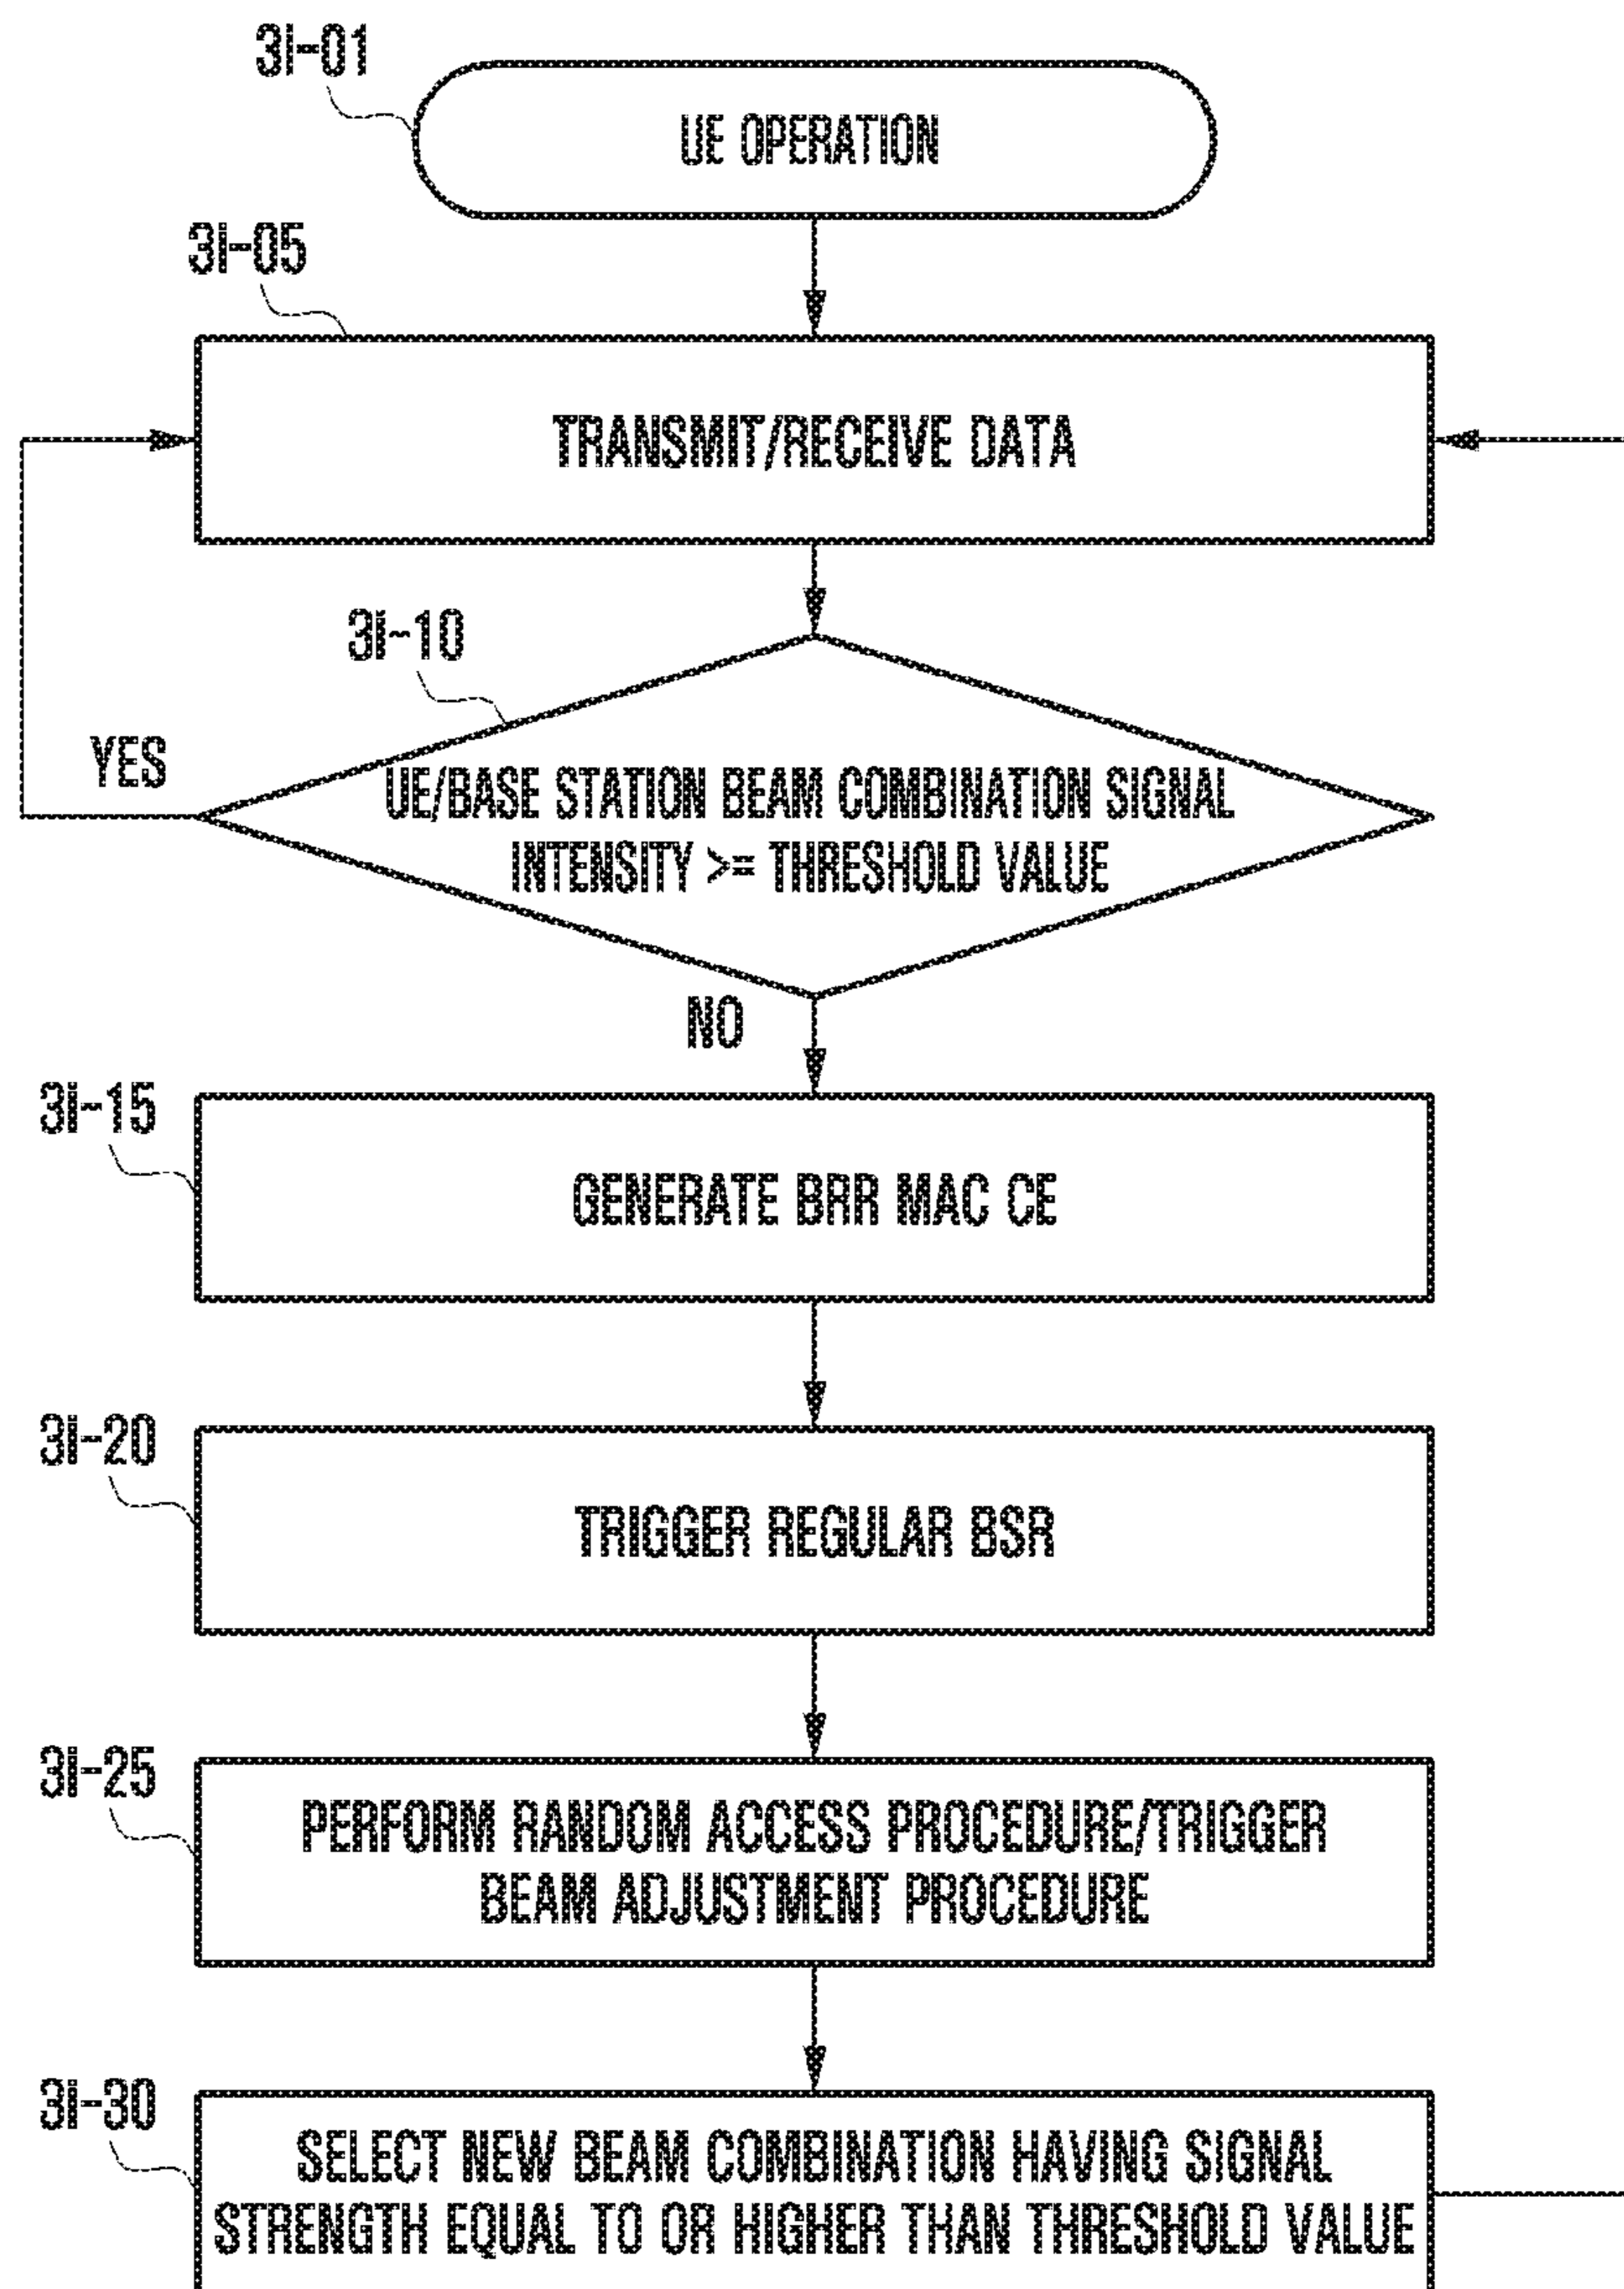 3I-01
UE OPERATION
3I-05
TRANSMIT/RECEIVE DATA
3I-10
YES
UE/BASE STATION BEAM COMBINATION SIGNAL
INTENSITY >= THRESHOLD VALUE
NO
3I-15
GENERATE BRR MAC CE
3I-20
TRIGGER REGULAR BSR
3I-25
PERFORM RANDOM ACCESS PROCEDURE/TRIGGER
BEAM ADJUSTMENT PROCEDURE
3I-30
SELECT NEW BEAM COMBINATION HAVING SIGNAL
STRENGTH EQUAL TO OR HIGHER THAN THRESHOLD VALUE